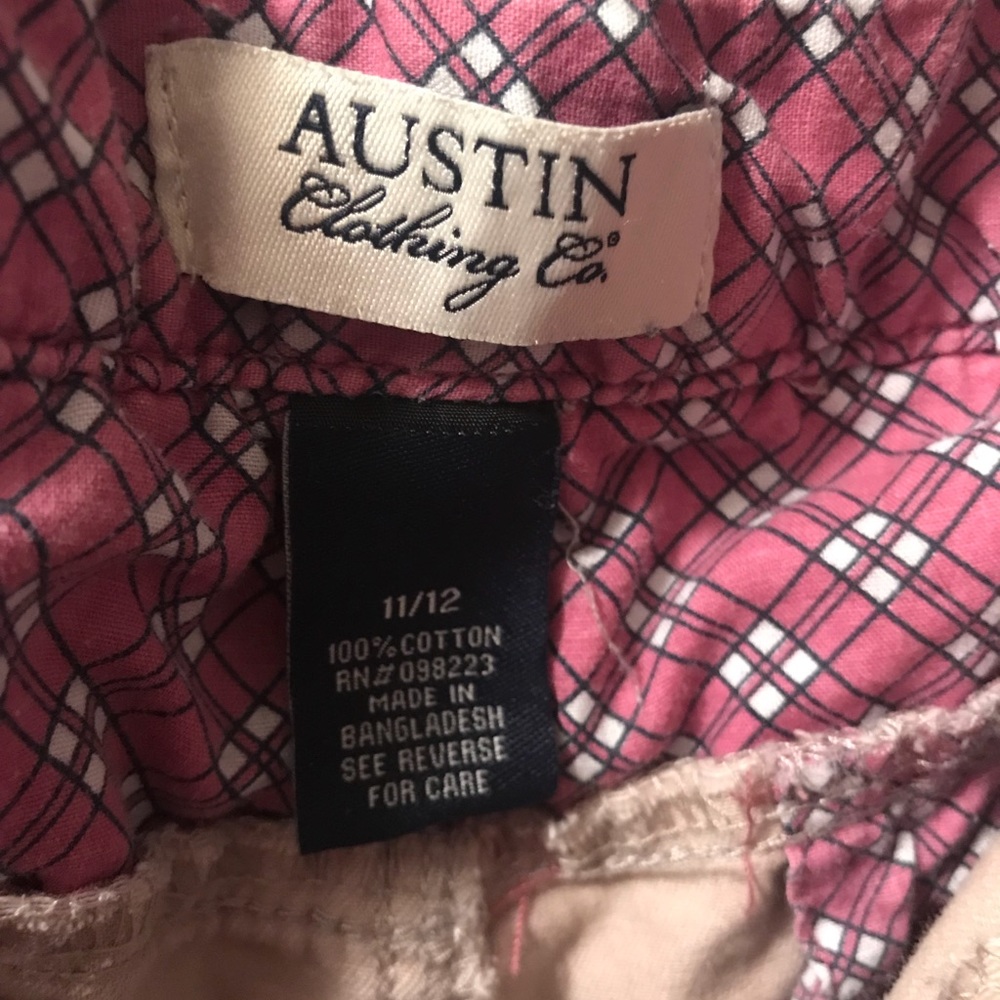 AUSTIN
Clothing Co.®
11/12
100% COTTON
RN# 098223
MADE IN
BANGLADESH
SEE REVERSE
FOR CARE